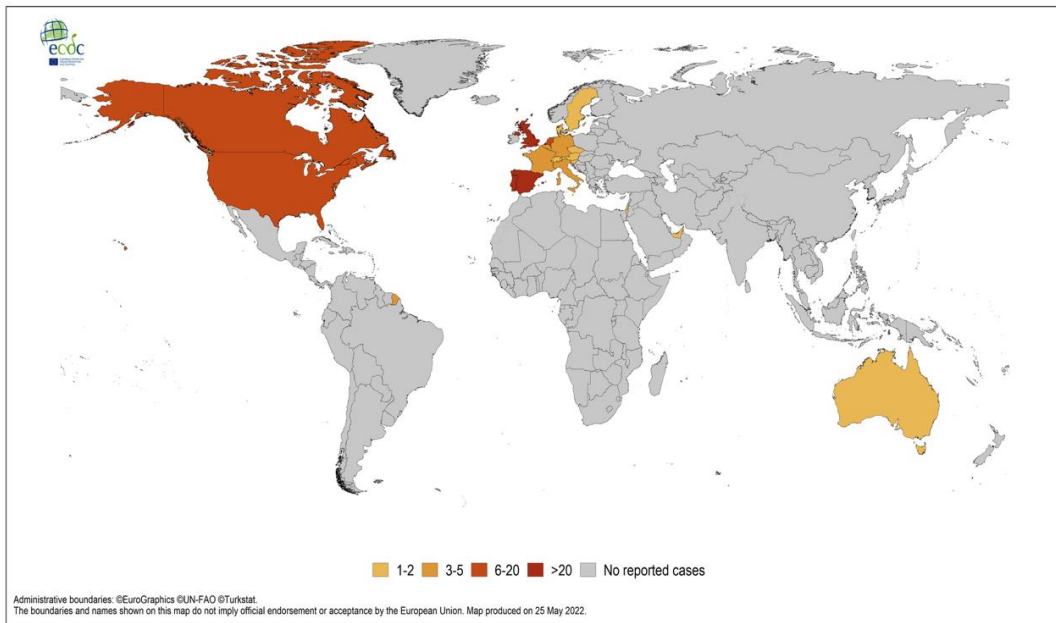 ecdc
1-2
3-5
6-20
>20
No reported cases
Administrative boundaries: ©EuroGraphics ©UN-FAO ©Turkstat.
The boundaries and names shown on this map do not imply official endorsement or acceptance by the European Union. Map produced on 25 May 2022.